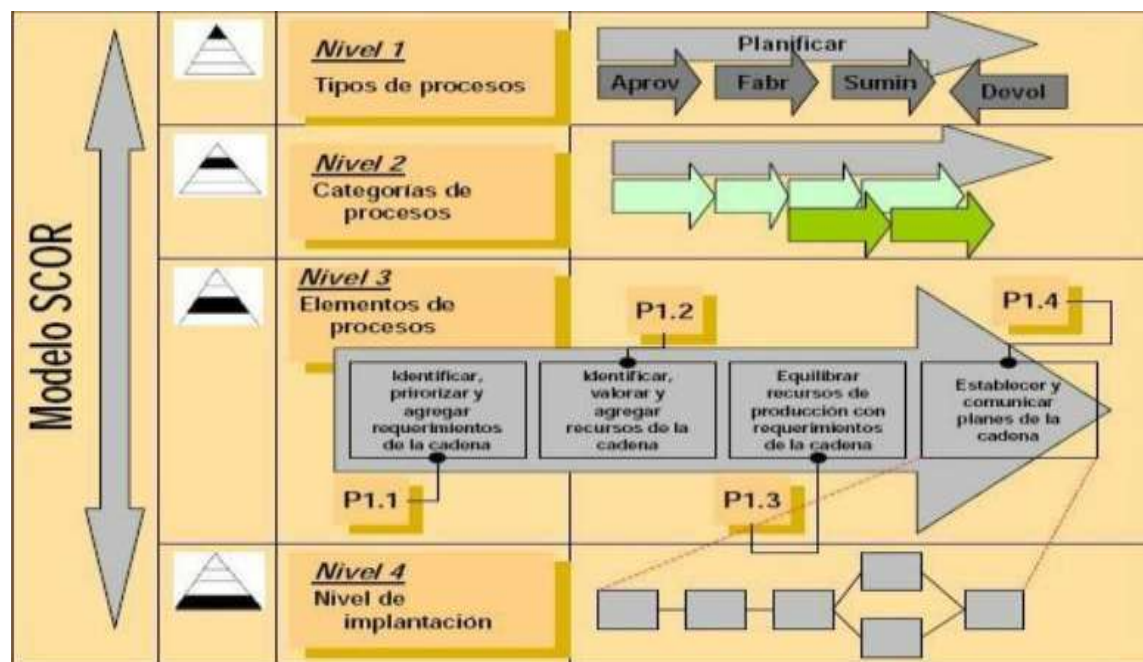 Modelo SCOR
Nivel 1
Tipos de procesos
Planificar
Aprov
Fabr
Sumin
Devol
Nivel 2
Categorías de
procesos
Nivel 3
Elementos de
procesos
P1.2
P1.4
Identificar,
prirorizar y
agregar
requerimientos
de la cadena
Identificar,
valorar y
agregar
recursos de la
cadena
Equilibrar
recursos de
producción con
requerimientos
de la cadena
Establecer y
comunicar
planes de la
cadena
P1.1
P1.3
Nivel 4
Nivel de
implantación